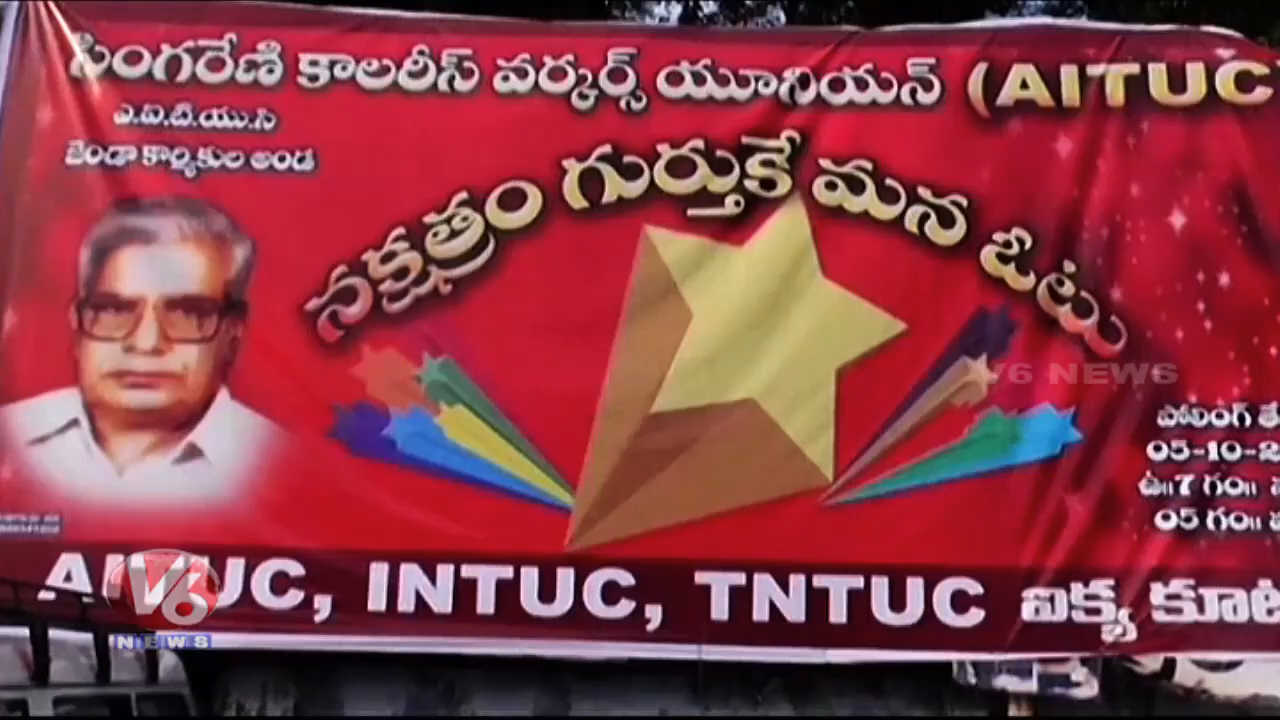 సింగరేణి కాలరీస్ వర్కర్స్ యూనియన్ (AITUC)
ఎ.ఐ.టి.యు.సి
జెండా కార్మికుల అండ
నక్షత్రం గుర్తుకే మన ఓటు
V6 NEWS
పోలింగ్ తే
05-10-2
ఉ॥7 గం॥
05 గం॥
AITUC, INTUC, TNTUC ఐక్య కూట
V6
NEWS